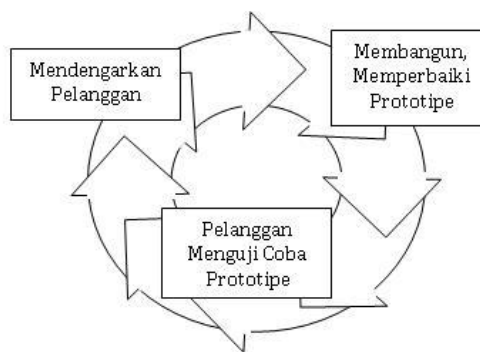 Mendengarkan
Pelanggan
Membangun,
Memperbaiki
Prototipe
Pelanggan
Menguji Coba
Prototipe